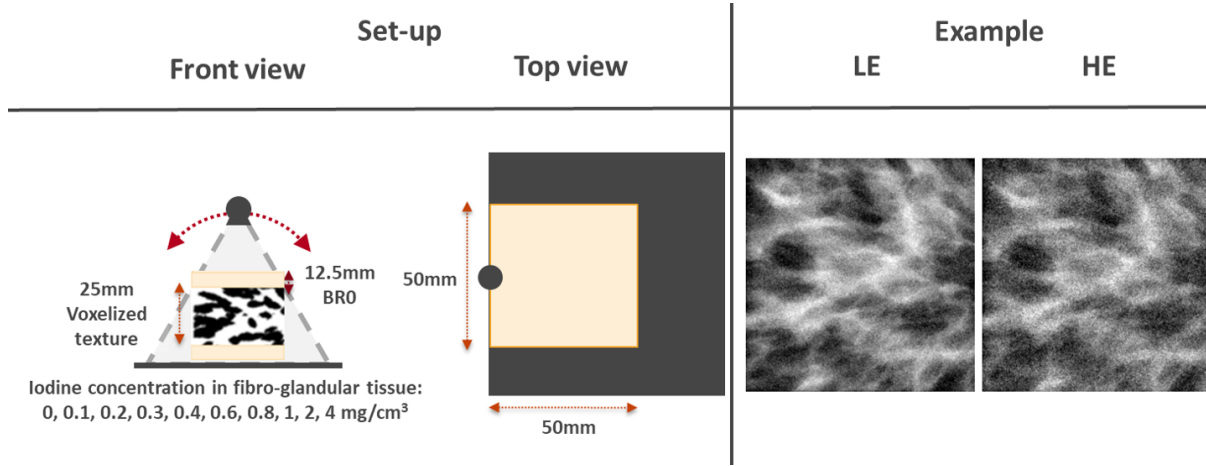 Set-up
Example
Front view
Top view
LE
HE
12.5mm
BR0
25mm
Voxelized
texture
50mm
50mm
Iodine concentration in fibro-glandular tissue:
0, 0.1, 0.2, 0.3, 0.4, 0.6, 0.8, 1, 2, 4 mg/cm³